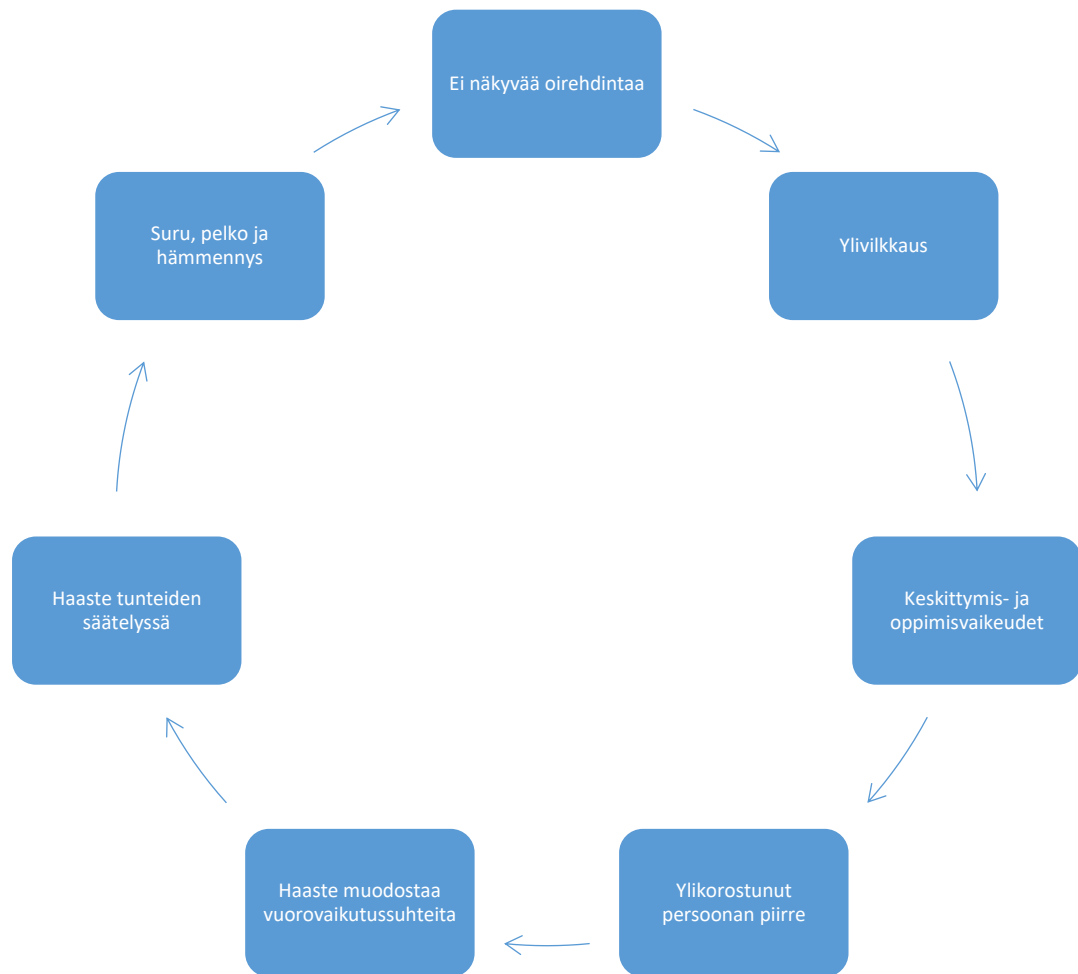 Ei näkyvää oirehdintaa
Ylivilkkaus
Keskittymis- ja
oppimisvaikeudet
Ylikorostunut
persoonan piirre
Haaste muodostaa
vuorovaikutussuhteita
Haaste tunteiden
säätelyssä
Suru, pelko ja
hämmennys